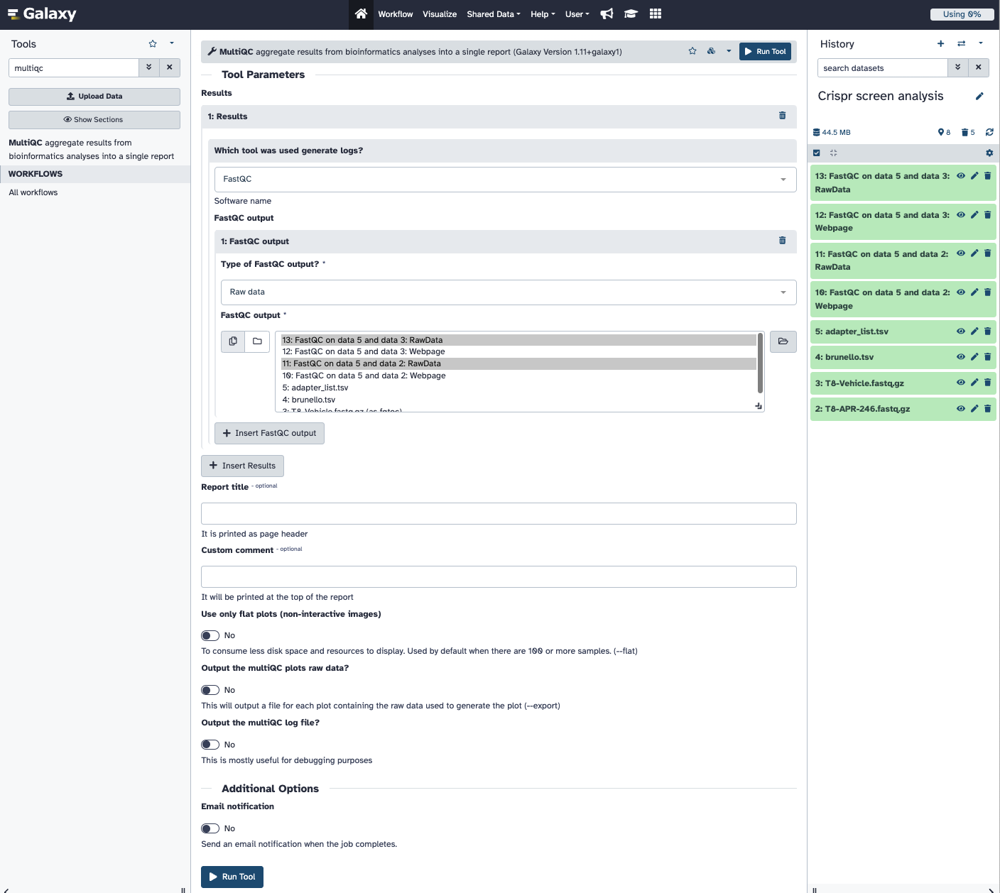 Galaxy
Workflow
Visualize
Shared Data
Help
User
Using 0%
Tools
multiqc
Upload Data
Show Sections
MultiQC aggregate results from
bioinformatics analyses into a single report
WORKFLOWS
All workflows
MultiQC aggregate results from bioinformatics analyses into a single report (Galaxy Version 1.11+galaxy1)
Run Tool
Tool Parameters
Results
1: Results
Which tool was used generate logs?
FastQC
Software name
FastQC output
1: FastQC output
Type of FastQC output? *
Raw data
FastQC output *
13: FastQC on data 5 and data 3: RawData
12: FastQC on data 5 and data 3: Webpage
11: FastQC on data 5 and data 2: RawData
10: FastQC on data 5 and data 2: Webpage
5: adapter_list.tsv
4: brunello.tsv
3: T8-Vehicle.fastq.gz (as fqtoc)
Insert FastQC output
Insert Results
Report title - optional
It is printed as page header
Custom comment - optional
It will be printed at the top of the report
Use only flat plots (non-interactive images)
No
To consume less disk space and resources to display. Used by default when there are 100 or more samples. (--flat)
Output the multiQC plots raw data?
No
This will output a file for each plot containing the raw data used to generate the plot (--export)
Output the multiQC log file?
No
This is mostly useful for debugging purposes
Additional Options
Email notification
No
Send an email notification when the job completes.
Run Tool
History
search datasets
Crispr screen analysis
44.5 MB
8
5
13: FastQC on data 5 and data 3:
RawData
12: FastQC on data 5 and data 3:
Webpage
11: FastQC on data 5 and data 2:
RawData
10: FastQC on data 5 and data 2:
Webpage
5: adapter_list.tsv
4: brunello.tsv
3: T8-Vehicle.fastq.gz
2: T8-APR-246.fastq.gz